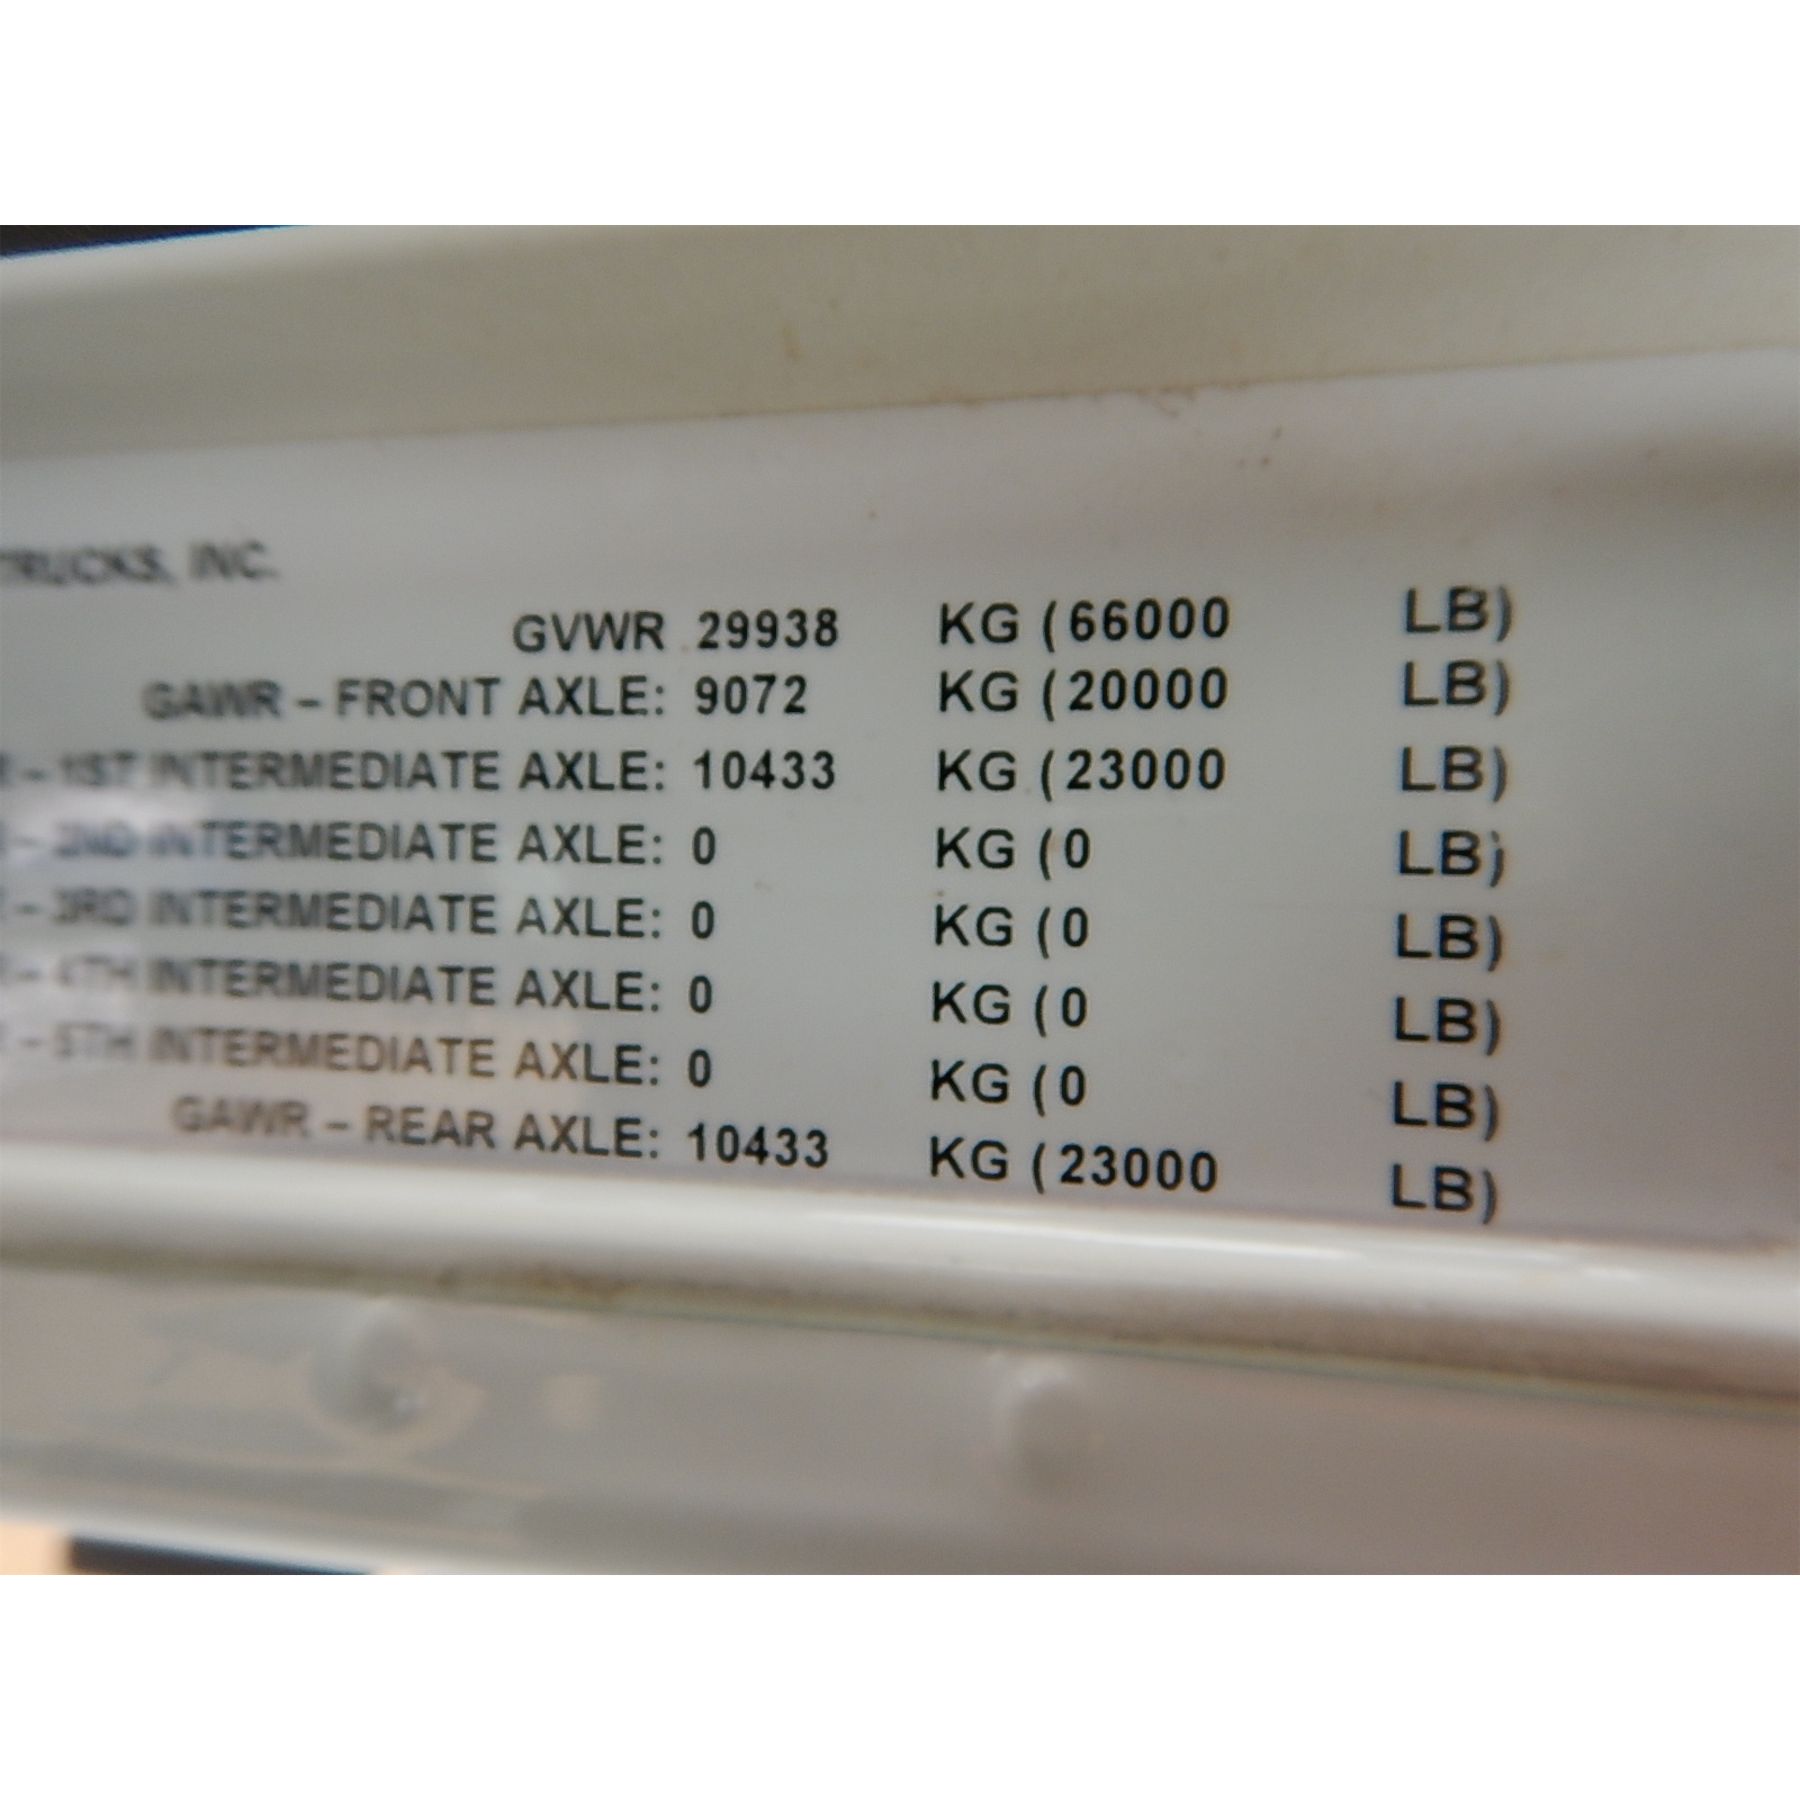 TRUCKS, INC.
GVWR 29938 KG (66000 LB)
GAWR – FRONT AXLE: 9072 KG (20000 LB)
– 1ST INTERMEDIATE AXLE: 10433 KG (23000 LB)
– 2ND INTERMEDIATE AXLE: 0 KG (0 LB)
– 3RD INTERMEDIATE AXLE: 0 KG (0 LB)
– 4TH INTERMEDIATE AXLE: 0 KG (0 LB)
– 5TH INTERMEDIATE AXLE: 0 KG (0 LB)
GAWR – REAR AXLE: 10433 KG (23000 LB)